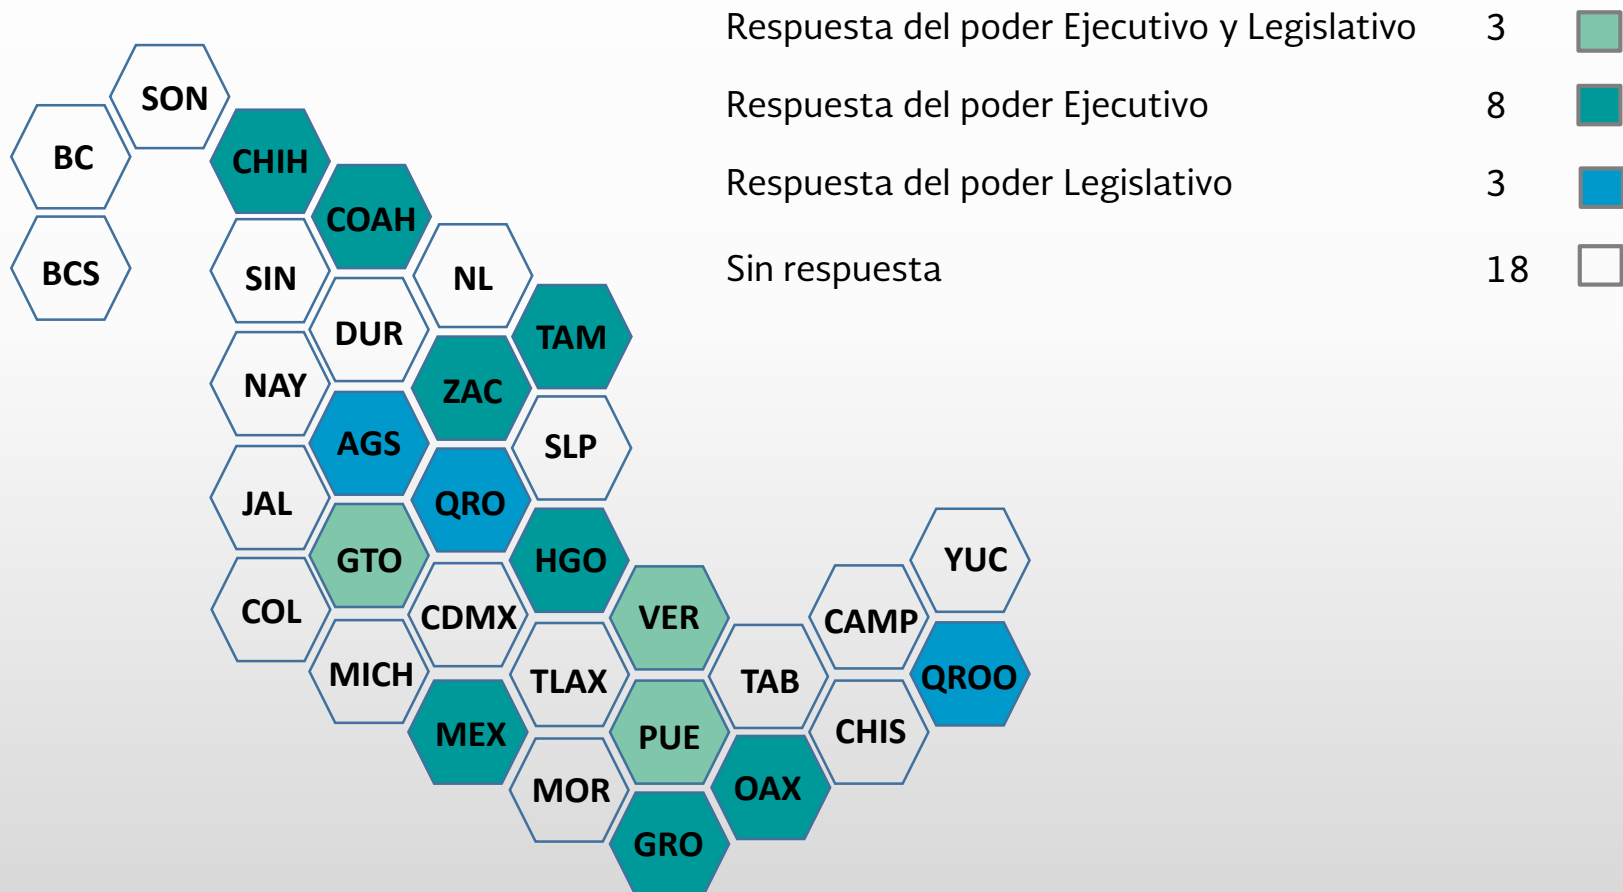 Respuesta del poder Ejecutivo y Legislativo 3
Respuesta del poder Ejecutivo 8
Respuesta del poder Legislativo 3
Sin respuesta 18
SON
BC
CHIH
COAH
BCS
SIN
NL
DUR
TAM
NAY
ZAC
AGS
SLP
JAL
QRO
GTO
HGO
YUC
COL
CDMX
VER
CAMP
MICH
TLAX
TAB
QROO
MEX
PUE
CHIS
MOR
OAX
GRO